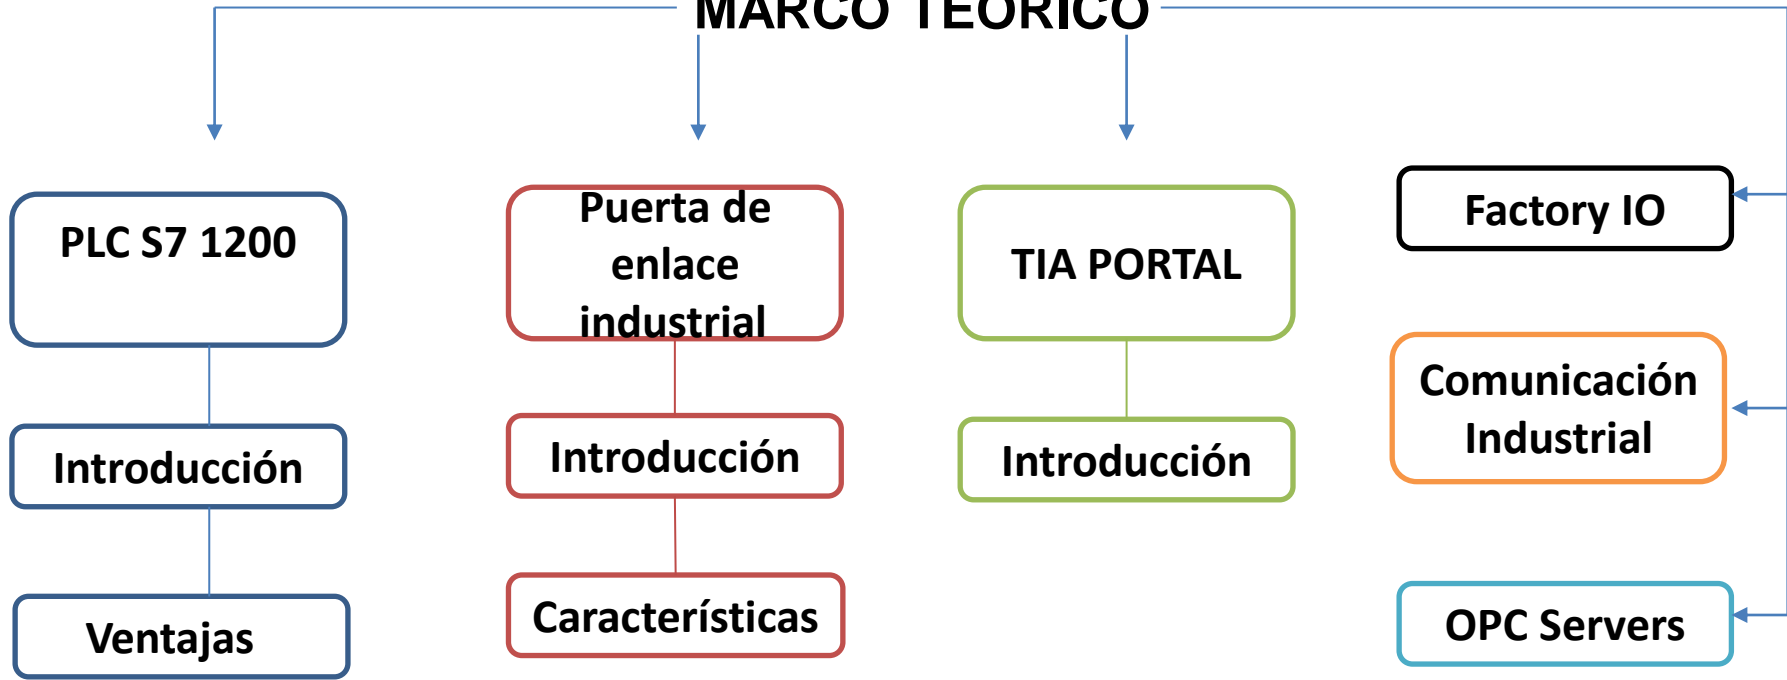 MARCO TEÓRICO
PLC S7 1200
Introducción
Ventajas
Puerta de
enlace
industrial
Introducción
Características
TIA PORTAL
Introducción
Factory IO
Comunicación
Industrial
OPC Servers